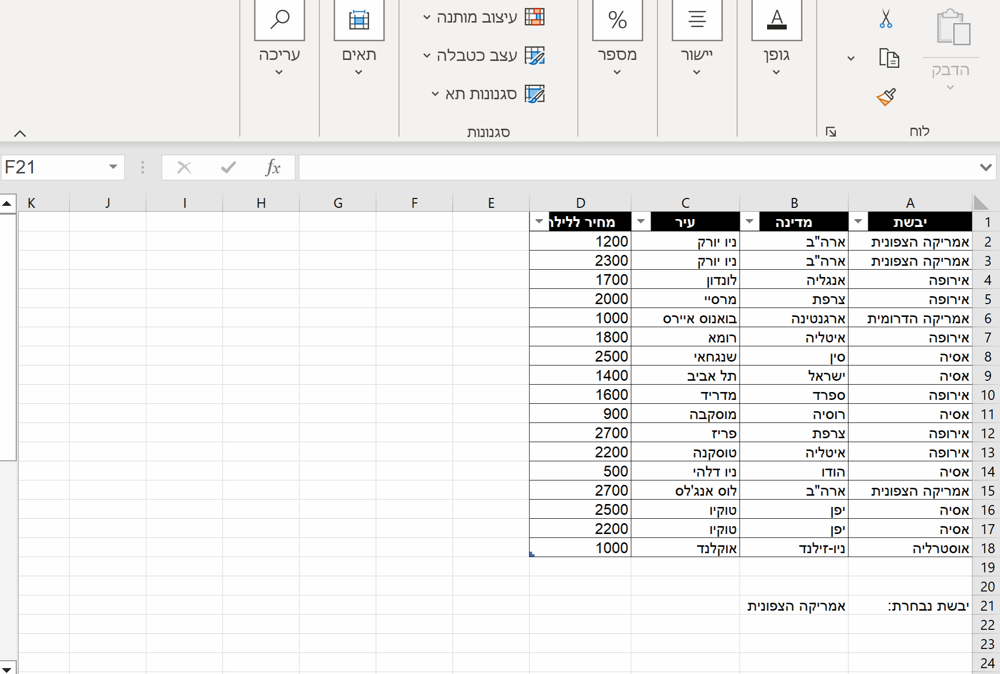 לוח
הדבק
גופן
יישור
מספר
%
עיצוב מותנה
עצב כטבלה
סגנונות תא
סגנונות
תאים
עריכה
F21
fx
A B C D E F G H I J K
1 יבשת מדינה עיר מחיר ללילה
2 אמריקה הצפונית ארה"ב ניו יורק 1200
3 אמריקה הצפונית ארה"ב ניו יורק 2300
4 אירופה אנגליה לונדון 1700
5 אירופה צרפת מרסיי 2000
6 אמריקה הדרומית ארגנטינה בואנוס איירס 1000
7 אירופה איטליה רומא 1800
8 אסיה סין שנגחאי 2500
9 אסיה ישראל תל אביב 1400
10 אירופה ספרד מדריד 1600
11 אסיה רוסיה מוסקבה 900
12 אירופה צרפת פריז 2700
13 אירופה איטליה טוסקנה 2200
14 אסיה הודו ניו דלהי 500
15 אמריקה הצפונית ארה"ב לוס אנג'לס 2700
16 אסיה יפן טוקיו 2500
17 אסיה יפן טוקיו 2200
18 אוסטרליה ניו-זילנד אוקלנד 1000
19
20
21 יבשת נבחרת: אמריקה הצפונית
22
23
24